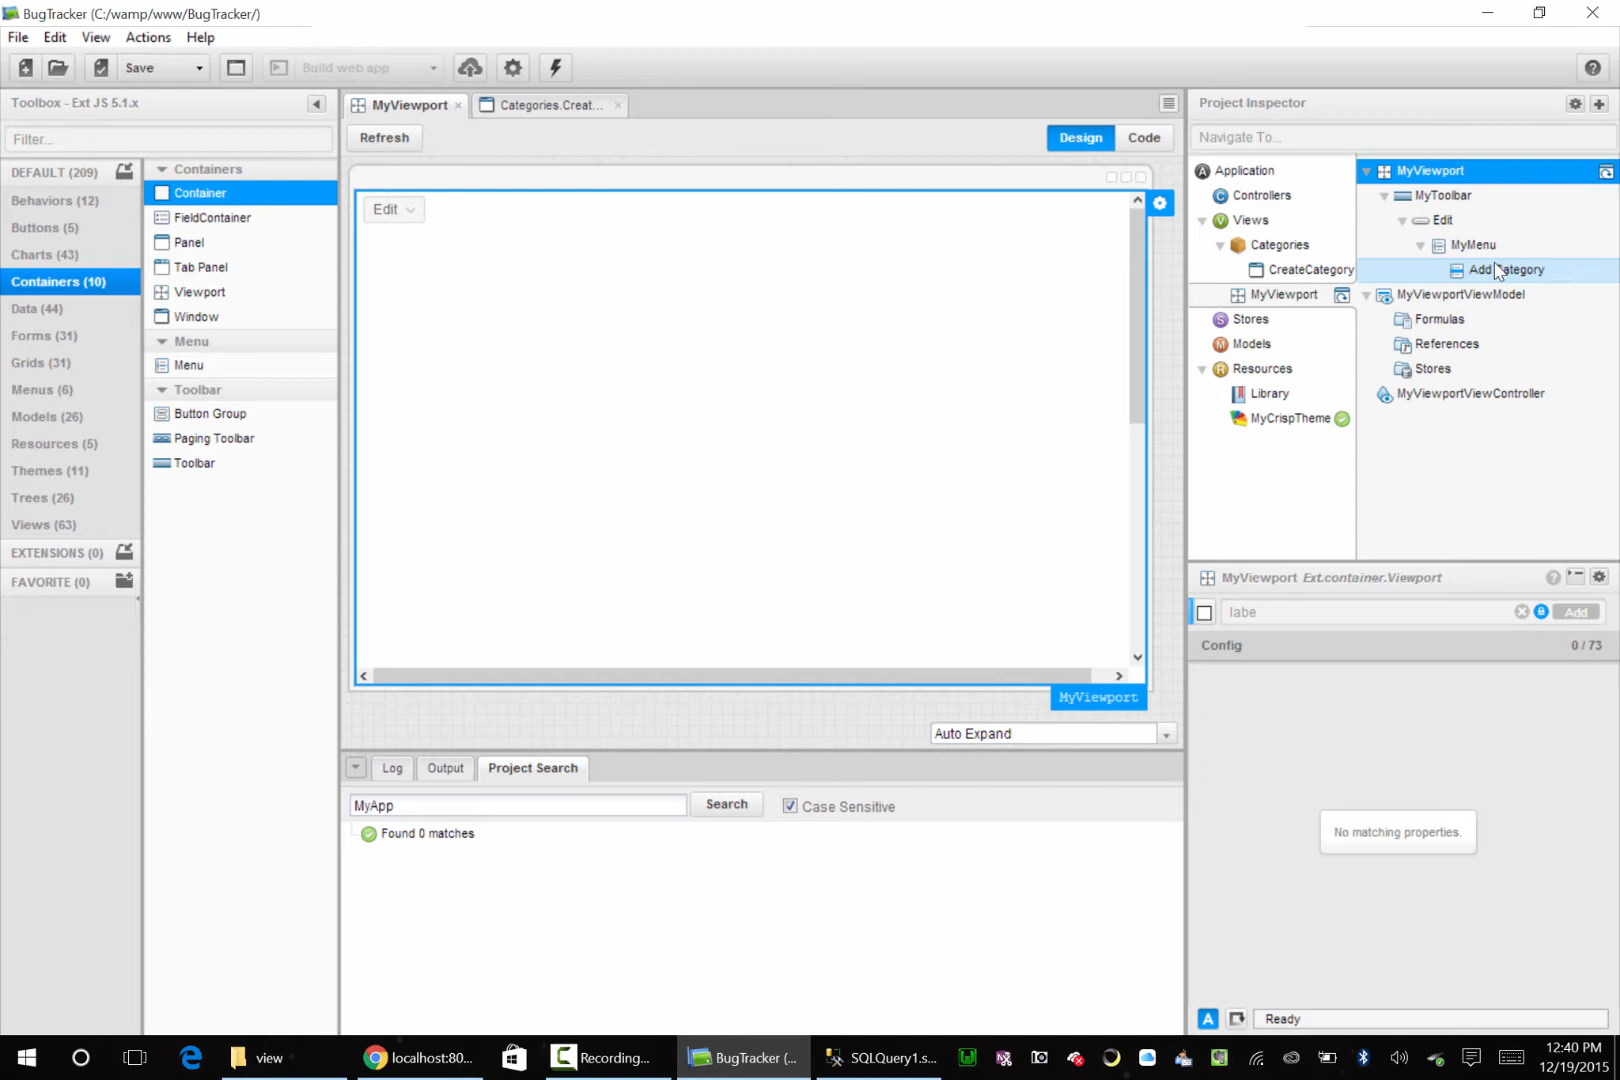 BugTracker (C:/wamp/www/BugTracker/)
File Edit View Actions Help
Save Build web app
Toolbox - Ext JS 5.1.x
Filter...
DEFAULT (209)
Behaviors (12)
Buttons (5)
Charts (43)
Containers (10)
Data (44)
Forms (31)
Grids (31)
Menus (6)
Models (26)
Resources (5)
Themes (11)
Trees (26)
Views (63)
EXTENSIONS (0)
FAVORITE (0)
Containers
Container
FieldContainer
Panel
Tab Panel
Viewport
Window
Menu
Menu
Toolbar
Button Group
Paging Toolbar
Toolbar
MyViewport Categories.Creat...
Refresh Design Code
Edit
MyViewport
Auto Expand
Log Output Project Search
MyApp Search Case Sensitive
Found 0 matches
Project Inspector
Navigate To...
Application
Controllers
Views
Categories
CreateCategory
MyViewport
Stores
Models
Resources
Library
MyCrispTheme
MyViewport
MyToolbar
Edit
MyMenu
Add Category
MyViewportViewModel
Formulas
References
Stores
MyViewportViewController
MyViewport Ext.container.Viewport
labe Add
Config 0 / 73
No matching properties.
A Ready
view localhost:80... Recording... BugTracker (... SQLQuery1.s...
12:40 PM
12/19/2015